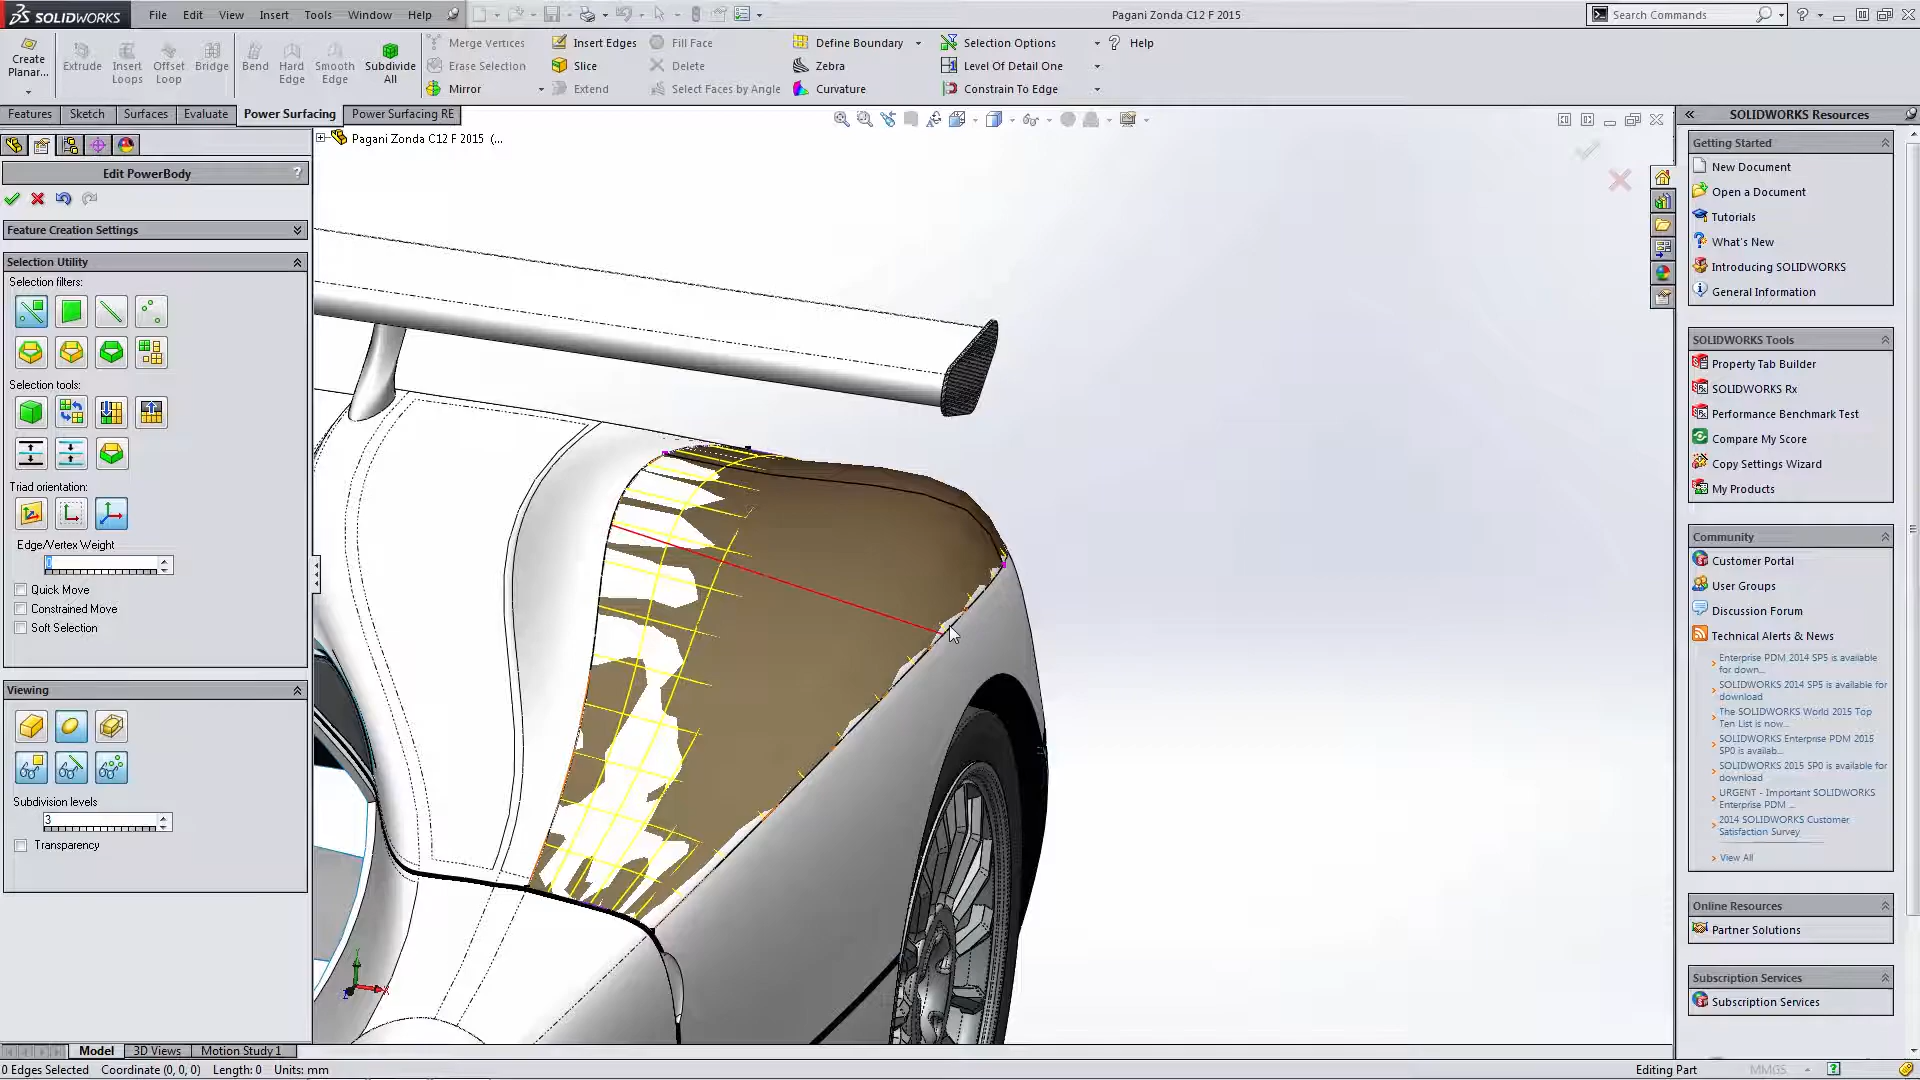 SOLIDWORKS File Edit View Insert Tools Window Help Pagani Zonda C12 F 2015 Search Commands
Create Planar... Extrude Insert Loops Offset Loop Bridge Bend Hard Edge Smooth Edge Subdivide All
Merge Vertices Insert Edges Fill Face Define Boundary Selection Options Help
Erase Selection Slice Delete Zebra Level Of Detail One
Mirror Extend Select Faces by Angle Curvature Constrain To Edge
Features Sketch Surfaces Evaluate Power Surfacing Power Surfacing RE
Pagani Zonda C12 F 2015 (...
Edit PowerBody ?
Feature Creation Settings
Selection Utility
Selection filters:
Selection tools:
Triad orientation:
Edge/Vertex Weight
0
Quick Move
Constrained Move
Soft Selection
Viewing
Subdivision levels
3
Transparency
SOLIDWORKS Resources
Getting Started
New Document
Open a Document
Tutorials
What's New
Introducing SOLIDWORKS
General Information
SOLIDWORKS Tools
Property Tab Builder
SOLIDWORKS Rx
Performance Benchmark Test
Compare My Score
Copy Settings Wizard
My Products
Community
Customer Portal
User Groups
Discussion Forum
Technical Alerts & News
Enterprise PDM 2014 SP5 is available
for down...
SOLIDWORKS 2014 SP5 is available for
download
The SOLIDWORKS World 2015 Top
Ten List is now...
SOLIDWORKS Enterprise PDM 2015
SP0 is availab...
SOLIDWORKS 2015 SP0 is available for
download
URGENT - Important SOLIDWORKS
Enterprise PDM ...
2014 SOLIDWORKS Customer
Satisfaction Survey
View All
Online Resources
Partner Solutions
Subscription Services
Subscription Services
Model 3D Views Motion Study 1
0 Edges Selected Coordinate (0, 0, 0) Length: 0 Units: mm Editing Part MMGS